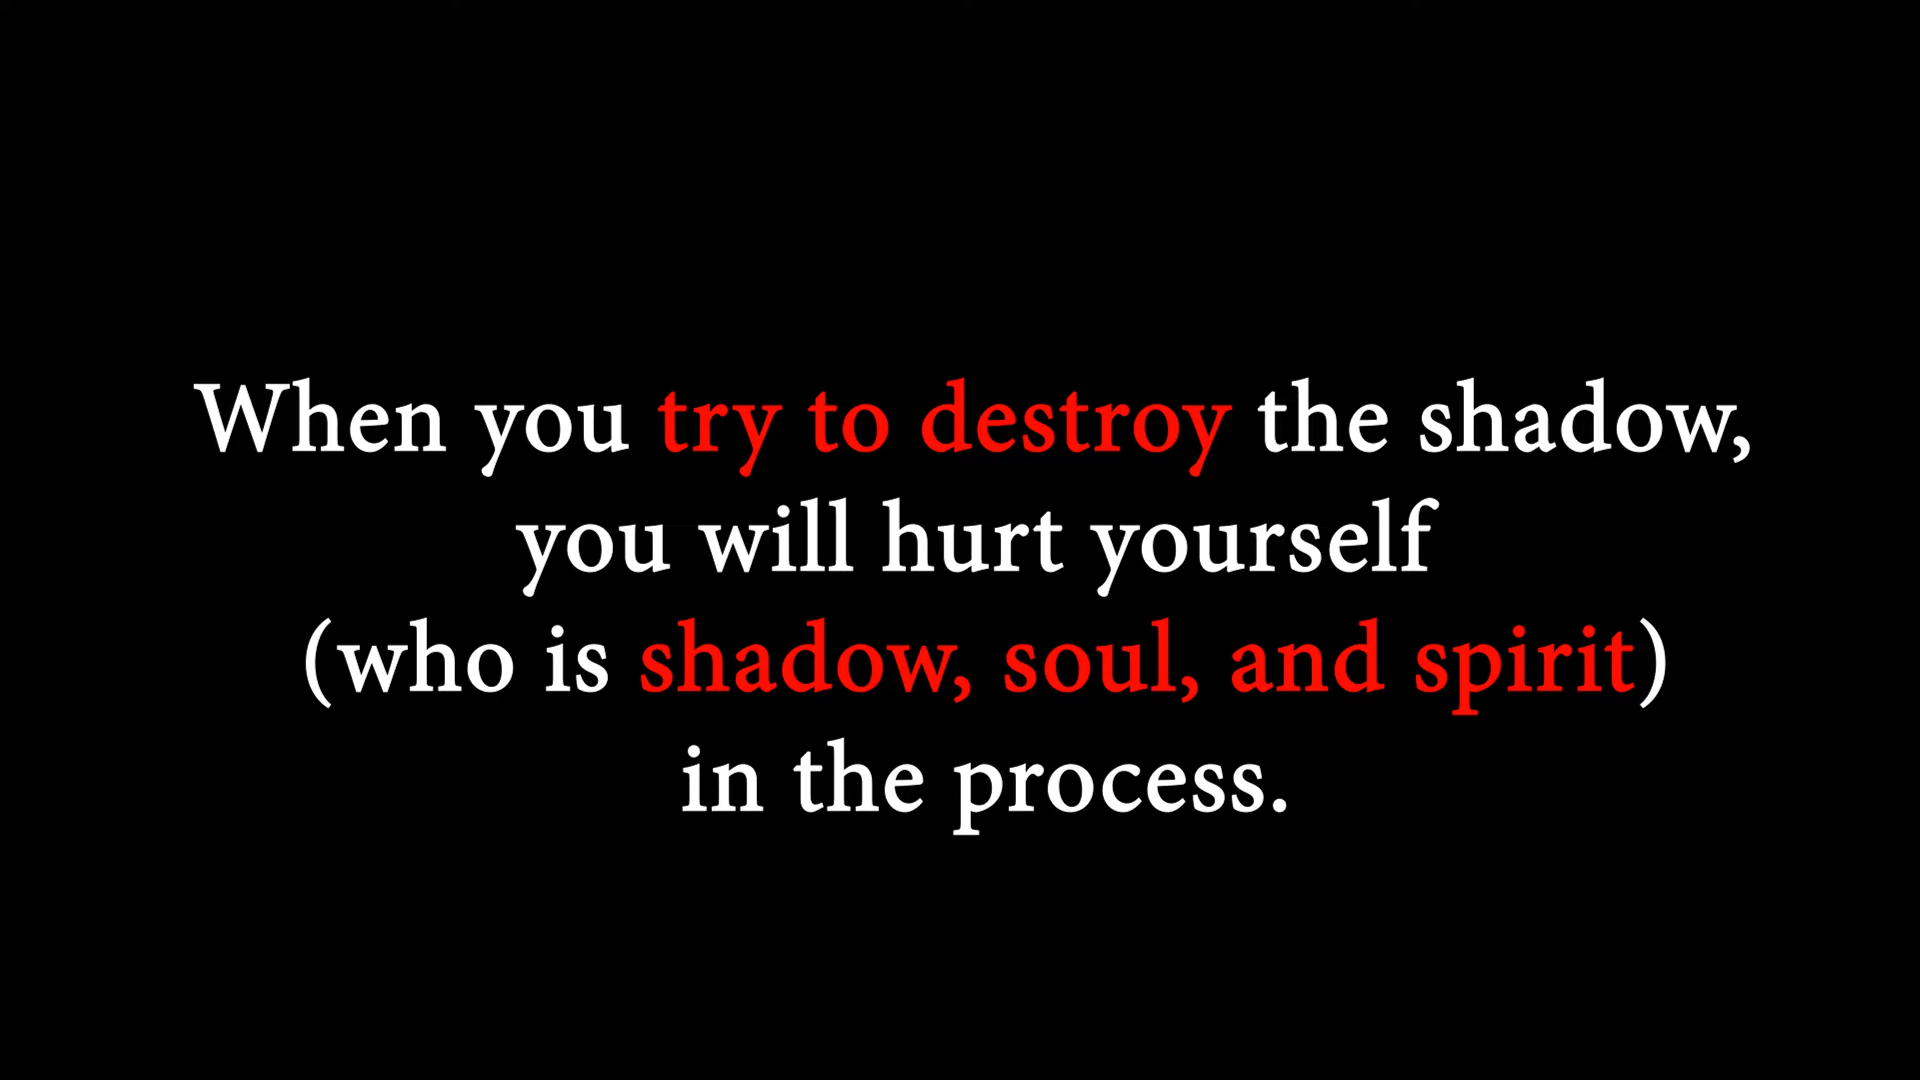 When you try to destroy the shadow,
you will hurt yourself
(who is shadow, soul, and spirit)
in the process.